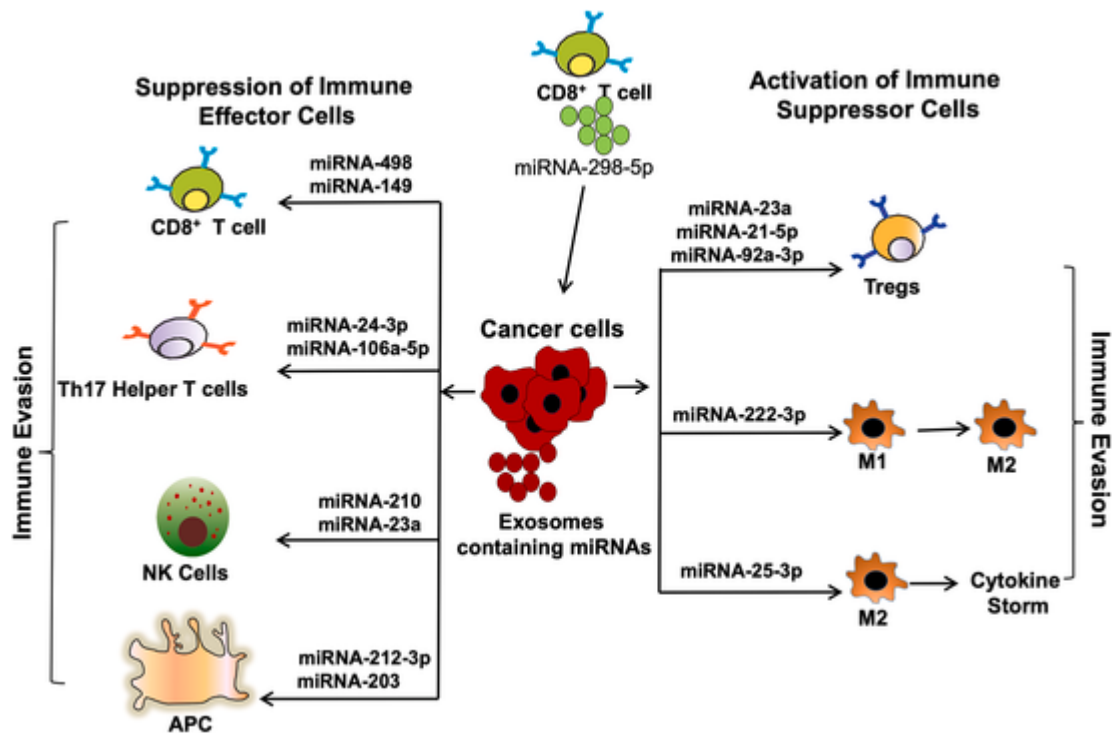 Suppression of Immune
Effector Cells
CD8⁺ T cell
miRNA-298-5p
Activation of Immune
Suppressor Cells
miRNA-498
miRNA-149
CD8⁺ T cell
miRNA-24-3p
miRNA-106a-5p
Th17 Helper T cells
miRNA-210
miRNA-23a
NK Cells
miRNA-212-3p
miRNA-203
APC
Immune Evasion
Cancer cells
Exosomes
containing miRNAs
miRNA-23a
miRNA-21-5p
miRNA-92a-3p
Tregs
miRNA-222-3p
M1
M2
miRNA-25-3p
M2
Cytokine
Storm
Immune Evasion